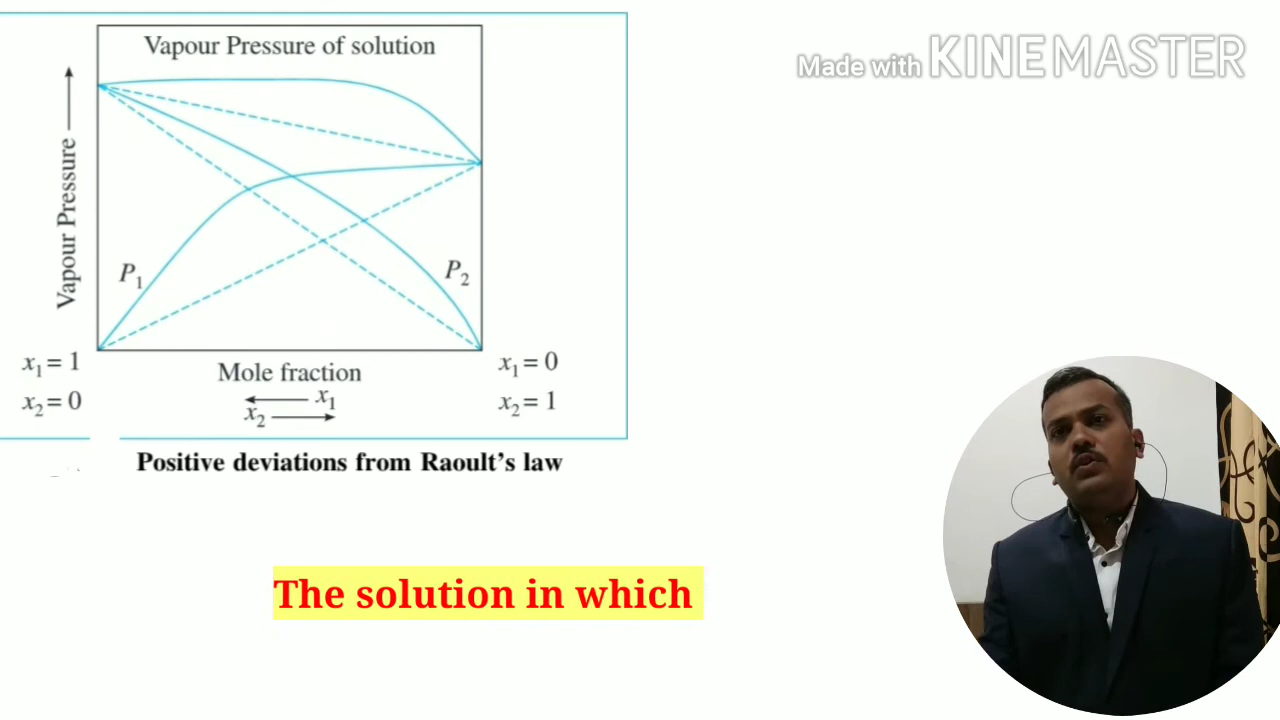 Vapour Pressure of solution
Made with KINEMASTER
Vapour Pressure
P1
P2
x1 = 1
x1 = 0
Mole fraction
x1
x2 = 0
x2
x2 = 1
Positive deviations from Raoult's law
The solution in which